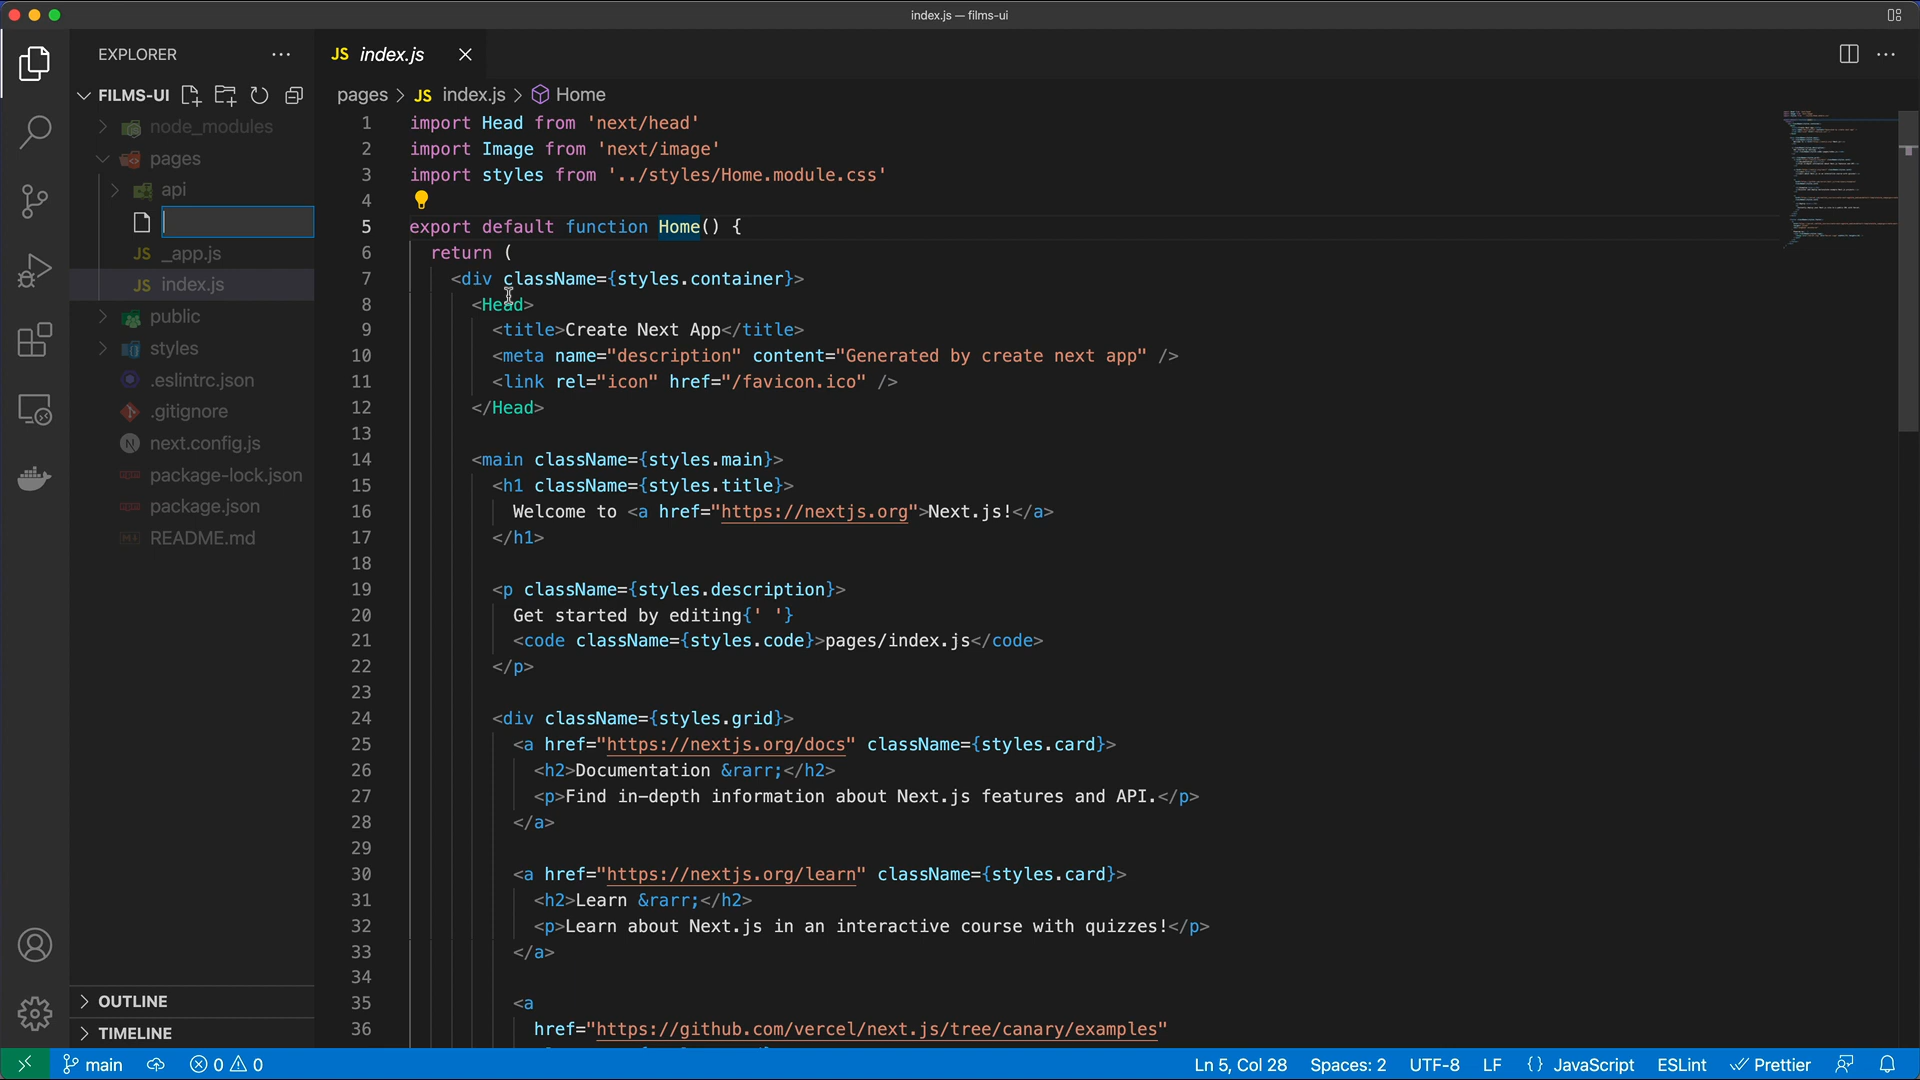 index.js — films-ui
EXPLORER
JS index.js
FILMS-UI
pages > JS index.js > Home
node_modules
pages
api
JS _app.js
JS index.js
public
styles
.eslintrc.json
.gitignore
N next.config.js
package-lock.json
package.json
README.md
OUTLINE
TIMELINE
1 import Head from 'next/head'
2 import Image from 'next/image'
3 import styles from '../styles/Home.module.css'
4
5 export default function Home() {
6 return (
7 <div className={styles.container}>
8 <Head>
9 <title>Create Next App</title>
10 <meta name="description" content="Generated by create next app" />
11 <link rel="icon" href="/favicon.ico" />
12 </Head>
13
14 <main className={styles.main}>
15 <h1 className={styles.title}>
16 Welcome to <a href="https://nextjs.org">Next.js!</a>
17 </h1>
18
19 <p className={styles.description}>
20 Get started by editing{' '}
21 <code className={styles.code}>pages/index.js</code>
22 </p>
23
24 <div className={styles.grid}>
25 <a href="https://nextjs.org/docs" className={styles.card}>
26 <h2>Documentation &rarr;</h2>
27 <p>Find in-depth information about Next.js features and API.</p>
28 </a>
29
30 <a href="https://nextjs.org/learn" className={styles.card}>
31 <h2>Learn &rarr;</h2>
32 <p>Learn about Next.js in an interactive course with quizzes!</p>
33 </a>
34
35 <a
36 href="https://github.com/vercel/next.js/tree/canary/examples"
main 0 0 Ln 5, Col 28 Spaces: 2 UTF-8 LF {} JavaScript ESLint Prettier